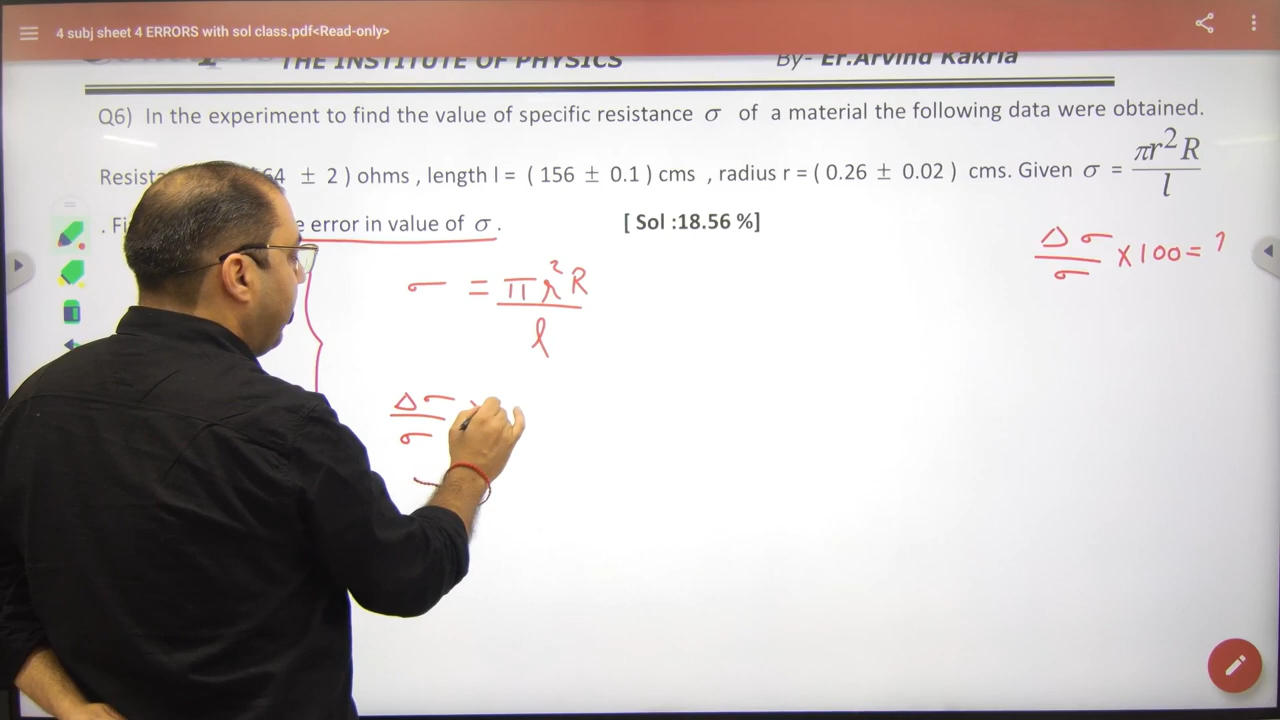 4 subj sheet 4 ERRORS with sol class.pdf<Read-only>
THE INSTITUTE OF PHYSICS By- Er.Arvind Kakria
Q6) In the experiment to find the value of specific resistance σ of a material the following data were obtained.
64 ± 2 ) ohms , length l = ( 156 ± 0.1 ) cms , radius r = ( 0.26 ± 0.02 ) cms. Given σ = πr²R / l
error in value of σ . [ Sol :18.56 %]
Δσ / σ × 100 = ?
σ = πr²R / l
Δσ / σ ×